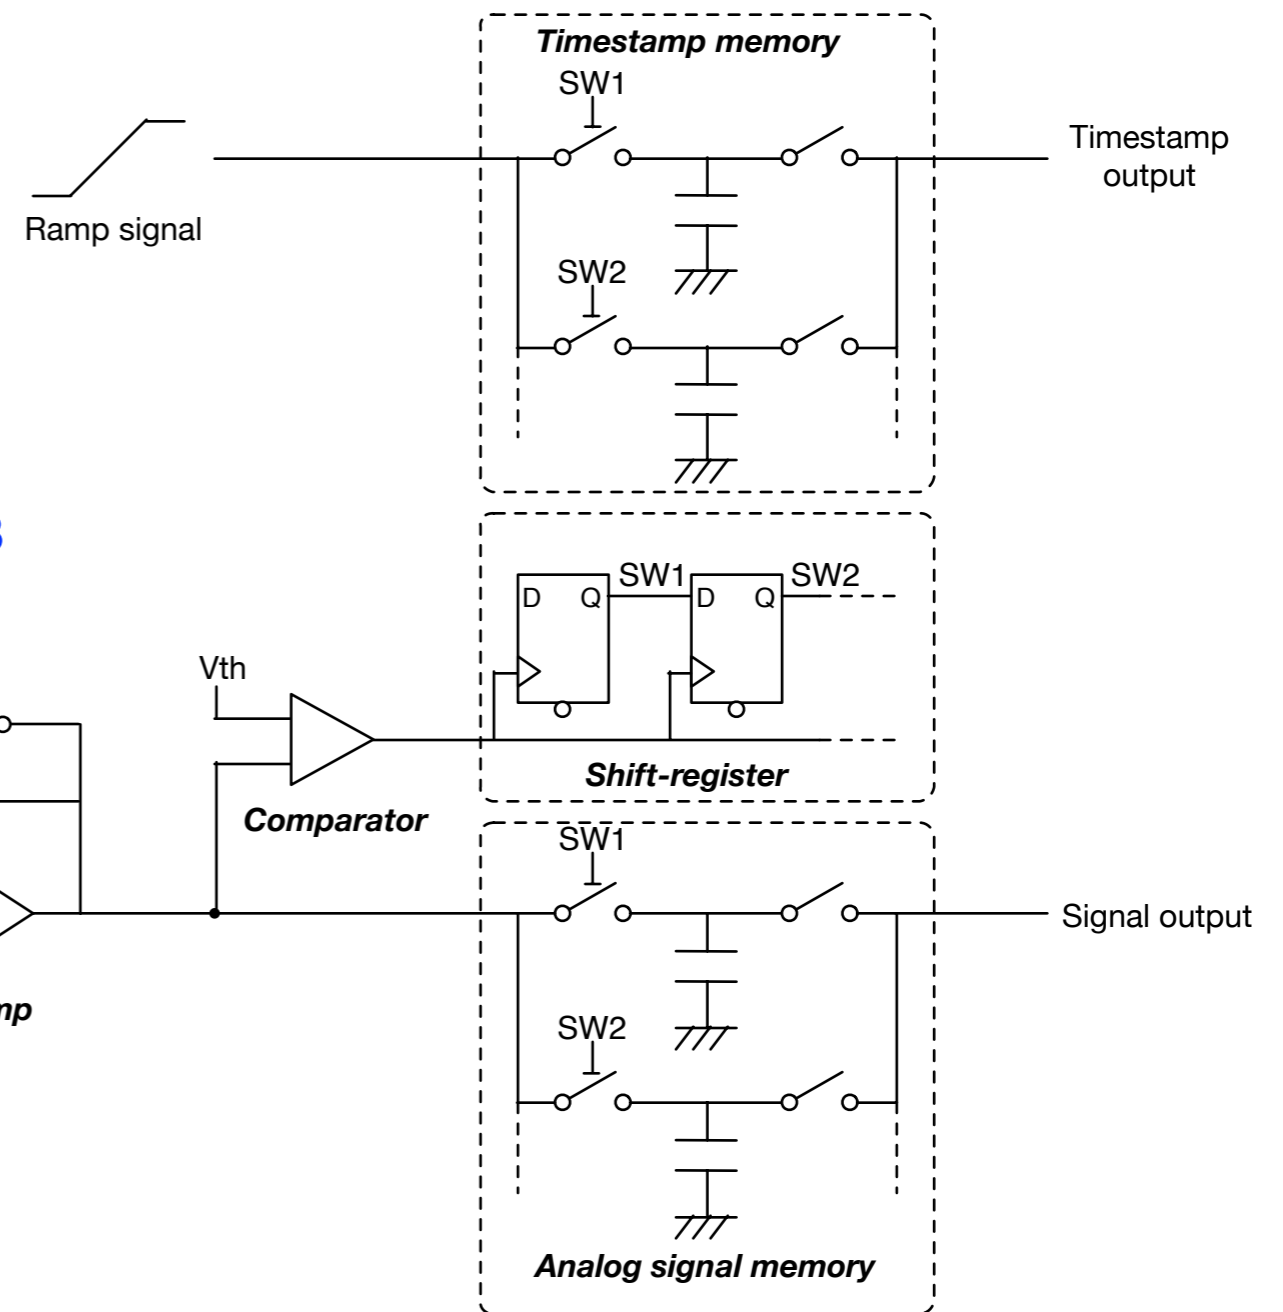 Timestamp memory
SW1
Timestamp
output
Ramp signal
SW2
SW1
SW2
D
Q
D
Q
Vth
Shift-register
Comparator
SW1
Signal output
SW2
Analog signal memory